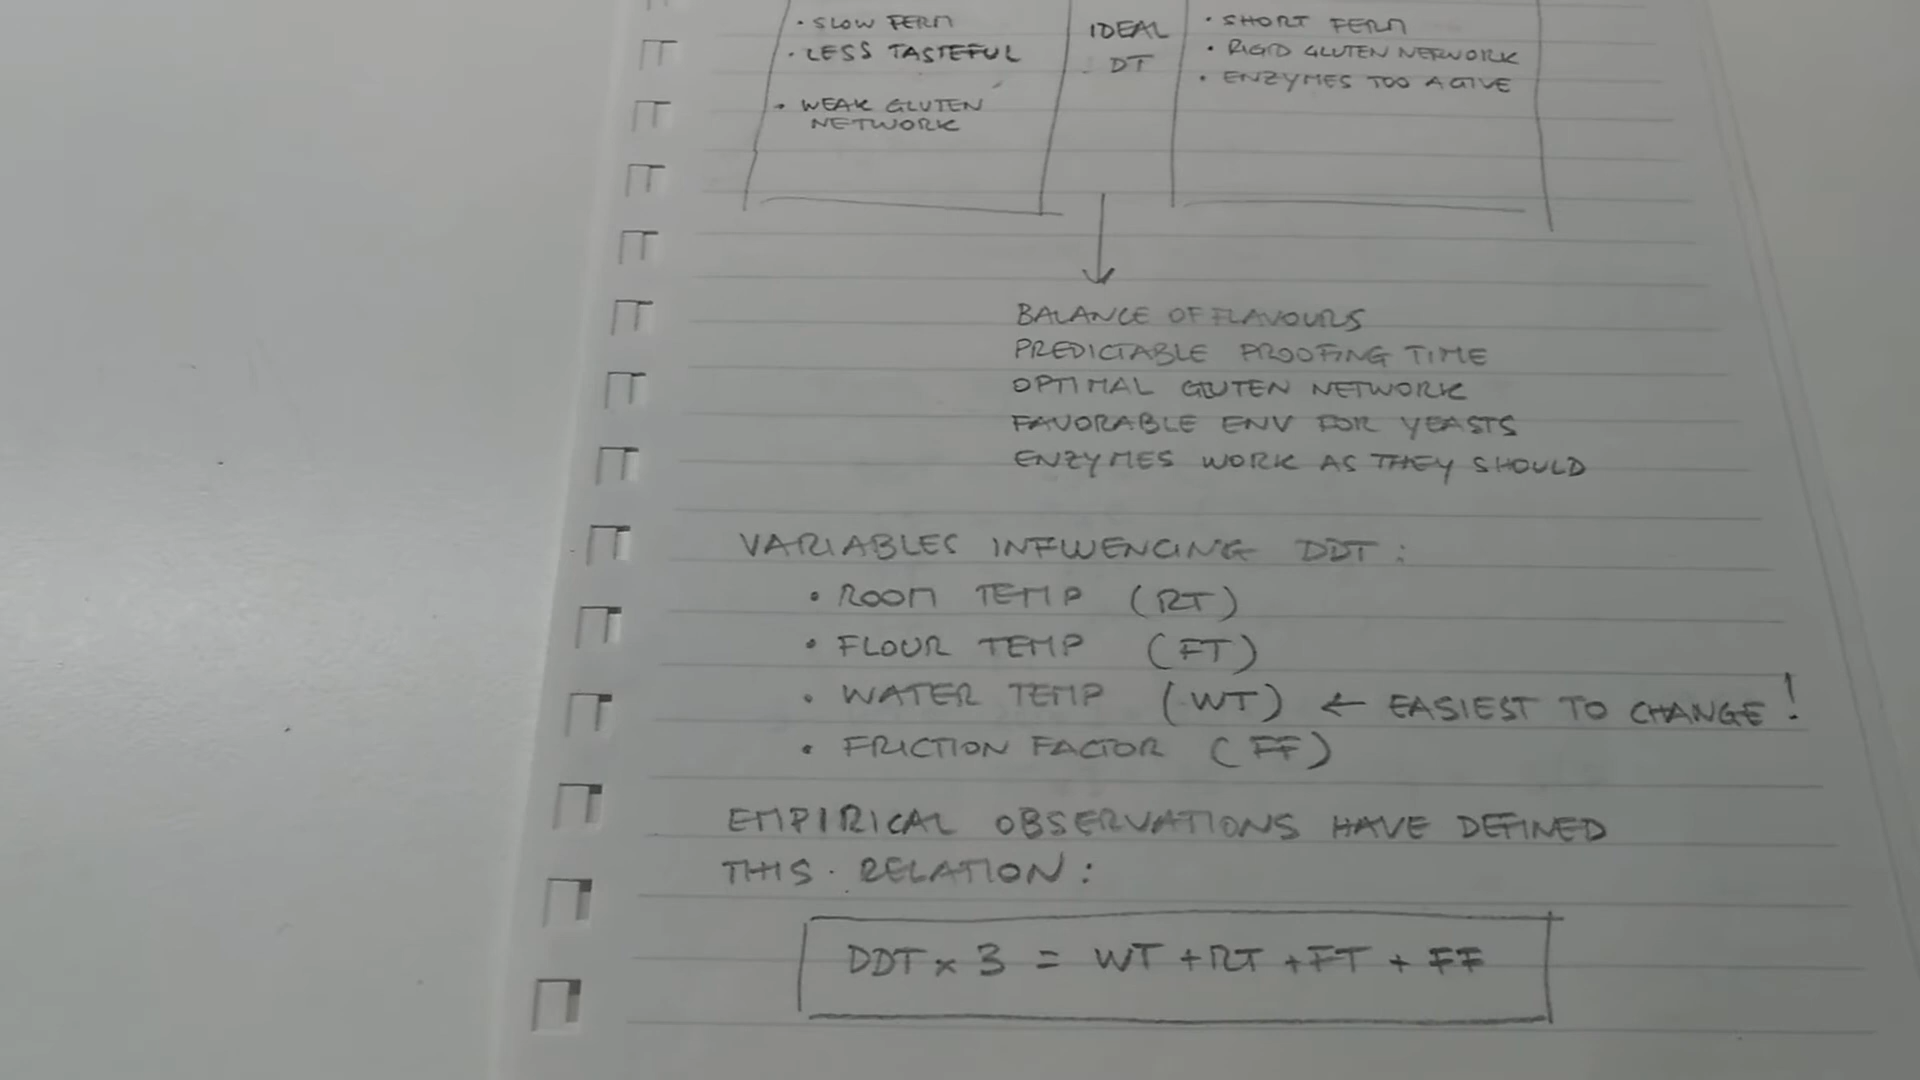 • SLOW FERM
• LESS TASTEFUL
• WEAK GLUTEN
NETWORK
IDEAL
DT
• SHORT FERM
• RIGID GLUTEN NERWORK
• ENZYMES TOO ACTIVE
BALANCE OF FLAVOURS
PREDICTABLE PROOFING TIME
OPTIMAL GLUTEN NETWORK
FAVORABLE ENV FOR YEASTS
ENZYMES WORK AS THEY SHOULD
VARIABLES INFLUENCING DDT:
• ROOM TEMP (RT)
• FLOUR TEMP (FT)
• WATER TEMP (WT) ← EASIEST TO CHANGE!
• FRICTION FACTOR (FF)
EMPIRICAL OBSERVATIONS HAVE DEFINED
THIS RELATION:
DDT × 3 = WT + RT + FT + FF